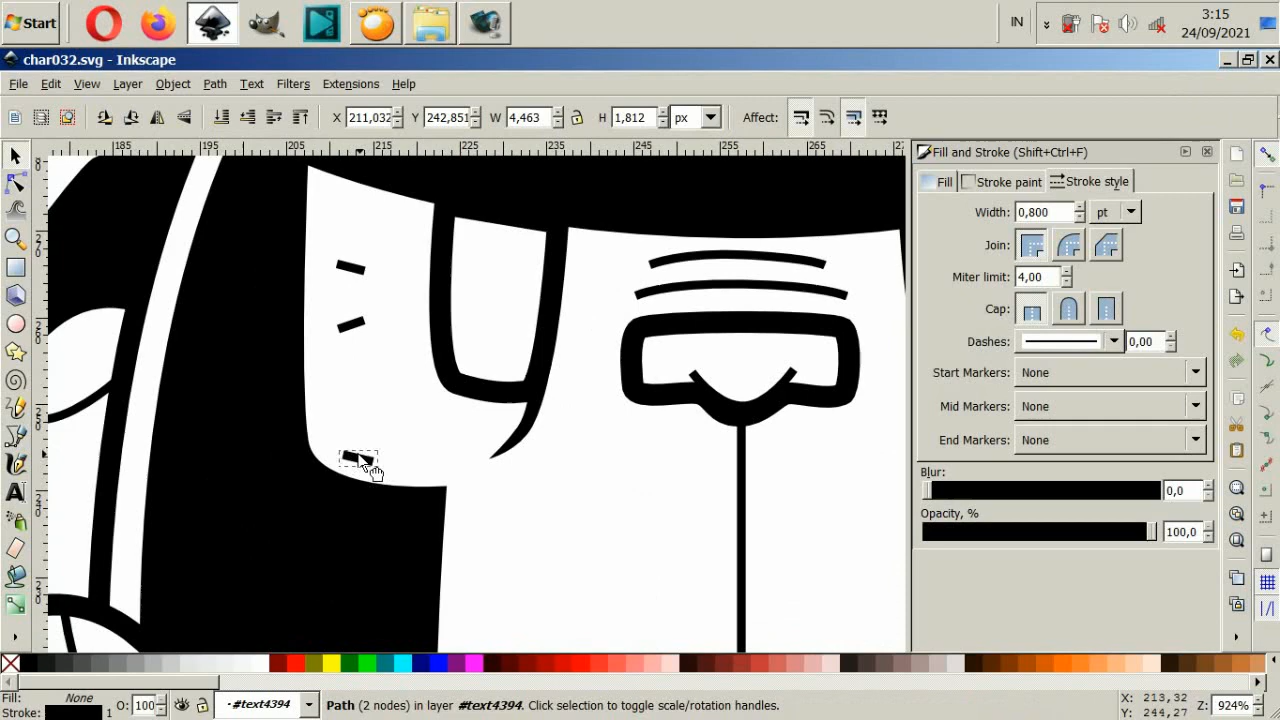 Start
IN
3:15
24/09/2021
char032.svg - Inkscape
File Edit View Layer Object Path Text Filters Extensions Help
X 211,032 Y 242,851 W 4,463 H 1,812 px Affect:
185 195 205 215 225 235 245 255 265
Fill and Stroke (Shift+Ctrl+F)
Fill Stroke paint Stroke style
Width: 0,800 pt
Join:
Miter limit: 4,00
Cap:
Dashes: 0,00
Start Markers: None
Mid Markers: None
End Markers: None
Blur:
0,0
Opacity, %
100,0
Fill: None
Stroke: 1
O: 100
·#text4394
Path (2 nodes) in layer #text4394. Click selection to toggle scale/rotation handles.
X: 213,32
Y: 244,27
Z: 924%